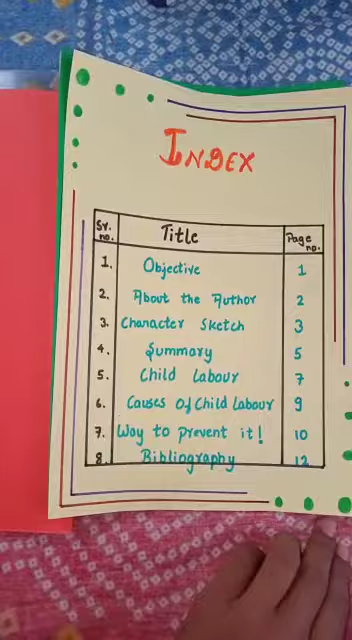 INDEX
Sr. no. Title Page no.
1. Objective 1
2. About the Author 2
3. Character Sketch 3
4. Summary 5
5. Child Labour 7
6. Causes Of Child Labour 9
7. Way to prevent it! 10
8. Bibliography 12